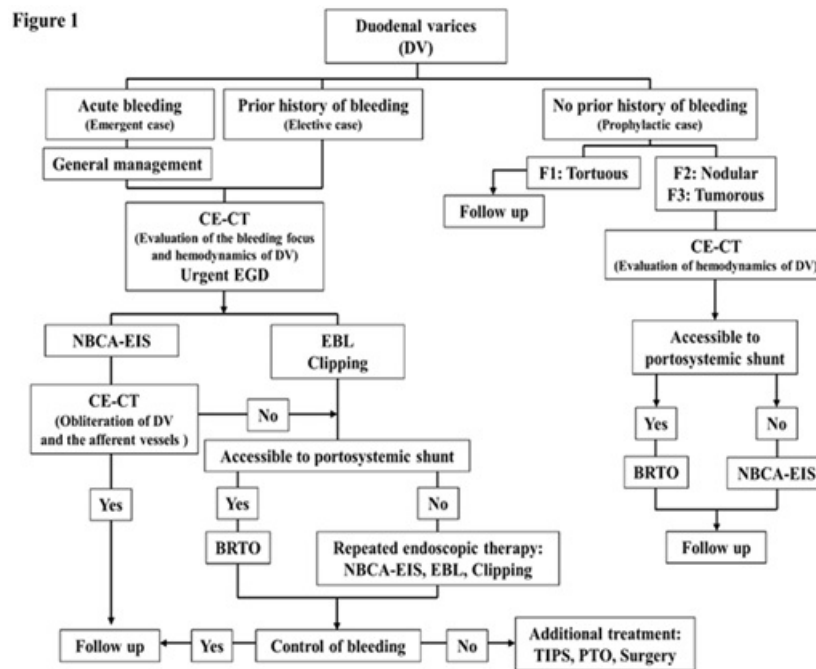 Figure 1
Duodenal varices
(DV)
Acute bleeding
(Emergent case)
Prior history of bleeding
(Elective case)
No prior history of bleeding
(Prophylactic case)
General management
F1: Tortuous
F2: Nodular
F3: Tumorous
Follow up
CE-CT
(Evaluation of the bleeding focus
and hemodynamics of DV)
Urgent EGD
CE-CT
(Evaluation of hemodynamics of DV)
NBCA-EIS
EBL
Clipping
Accessible to
portosystemic shunt
CE-CT
(Obliteration of DV
and the afferent vessels )
No
Accessible to portosystemic shunt
Yes
No
BRTO
NBCA-EIS
Yes
Yes
No
BRTO
Repeated endoscopic therapy:
NBCA-EIS, EBL, Clipping
Follow up
Follow up
Yes
Control of bleeding
No
Additional treatment:
TIPS, PTO, Surgery